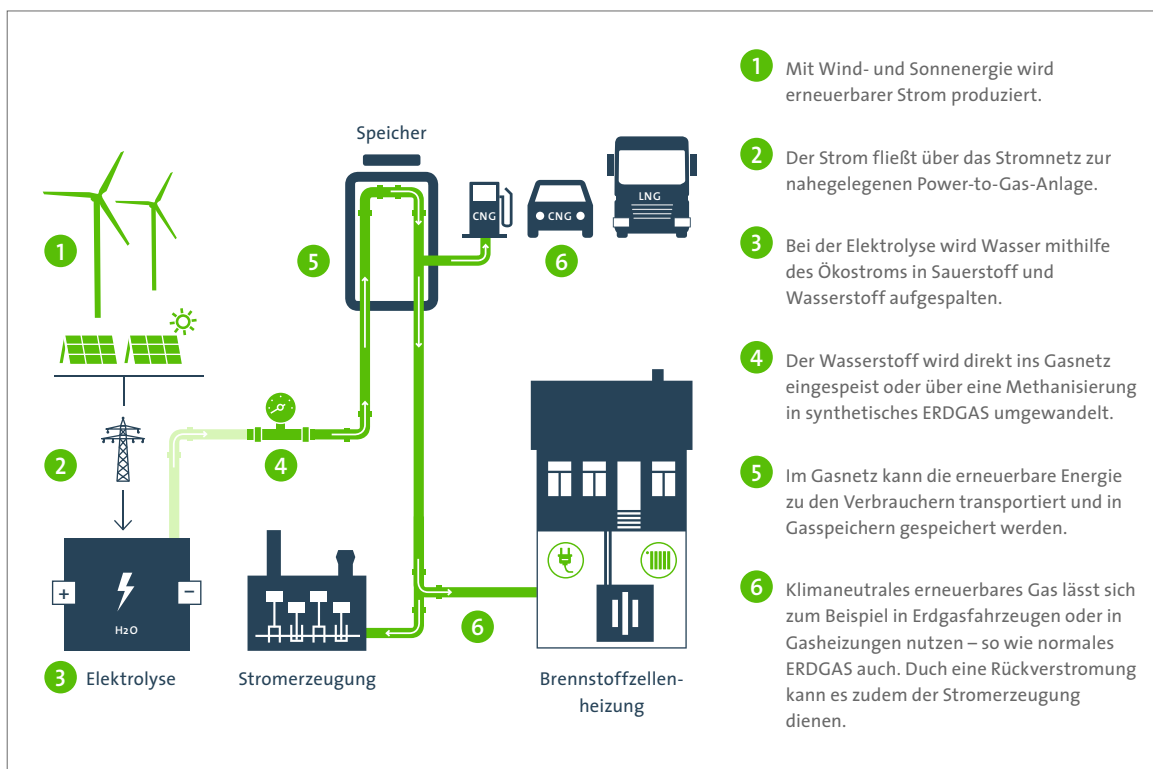 Speicher
CNG
CNG
LNG
1
5
6
2
4
+
−
H2O
6
3 Elektrolyse
Stromerzeugung
Brennstoffzellen-
heizung
1 Mit Wind- und Sonnenergie wird
erneuerbarer Strom produziert.
2 Der Strom fließt über das Stromnetz zur
nahegelegenen Power-to-Gas-Anlage.
3 Bei der Elektrolyse wird Wasser mithilfe
des Ökostroms in Sauerstoff und
Wasserstoff aufgespalten.
4 Der Wasserstoff wird direkt ins Gasnetz
eingespeist oder über eine Methanisierung
in synthetisches ERDGAS umgewandelt.
5 Im Gasnetz kann die erneuerbare Energie
zu den Verbrauchern transportiert und in
Gasspeichern gespeichert werden.
6 Klimaneutrales erneuerbares Gas lässt sich
zum Beispiel in Erdgasfahrzeugen oder in
Gasheizungen nutzen – so wie normales
ERDGAS auch. Duch eine Rückverstromung
kann es zudem der Stromerzeugung
dienen.